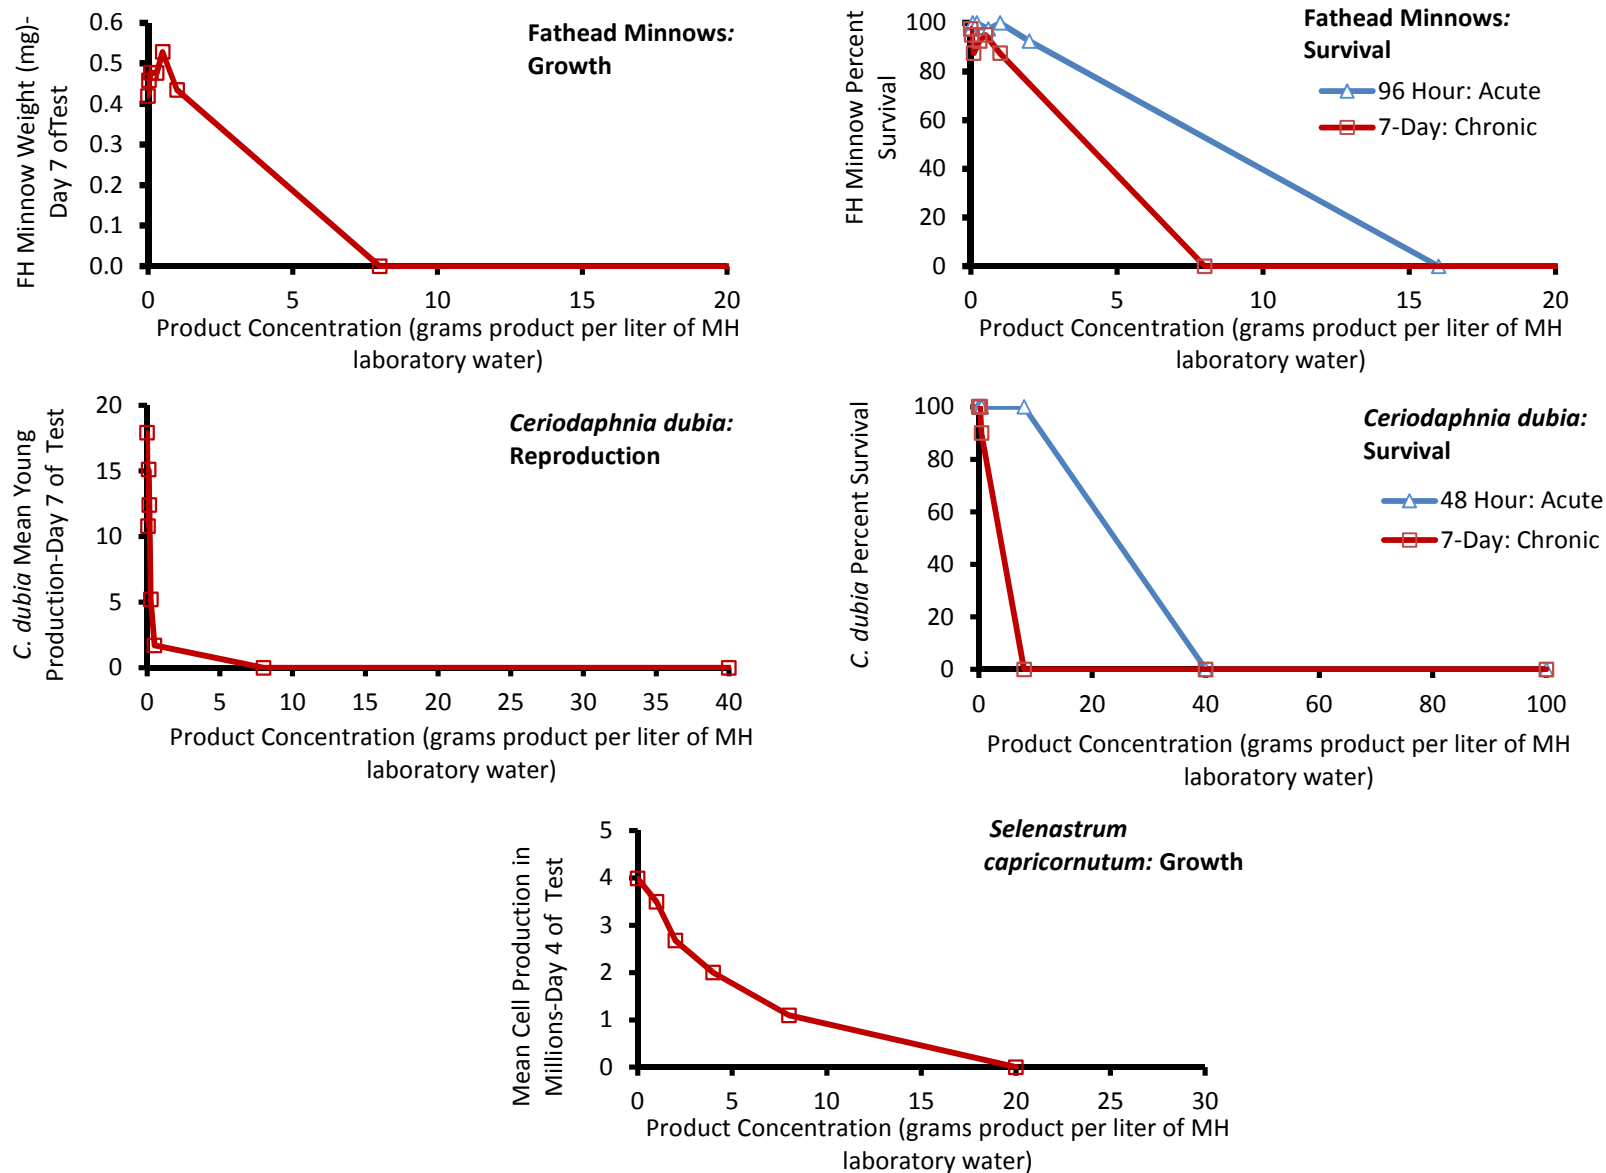 FH Minnow Weight (mg)-
Day 7 ofTest
0.6
0.5
0.4
0.3
0.2
0.1
0.0
0
5
10
15
20
Product Concentration (grams product per liter of MH
laboratory water)
Fathead Minnows:
Growth
FH Minnow Percent
Survival
100
80
60
40
20
0
0
5
10
15
20
Product Concentration (grams product per liter of MH
laboratory water)
Fathead Minnows:
Survival
96 Hour: Acute
7-Day: Chronic
C. dubia Mean Young
Production-Day 7 of Test
20
15
10
5
0
0
5
10
15
20
25
30
35
40
Product Concentration (grams product per liter of MH
laboratory water)
Ceriodaphnia dubia:
Reproduction
C. dubia Percent Survival
100
80
60
40
20
0
0
20
40
60
80
100
Product Concentration (grams product per liter of MH
laboratory water)
Ceriodaphnia dubia:
Survival
48 Hour: Acute
7-Day: Chronic
Mean Cell Production in
Millions-Day 4 of Test
5
4
3
2
1
0
0
5
10
15
20
25
30
Product Concentration (grams product per liter of MH
laboratory water)
Selenastrum
capricornutum: Growth